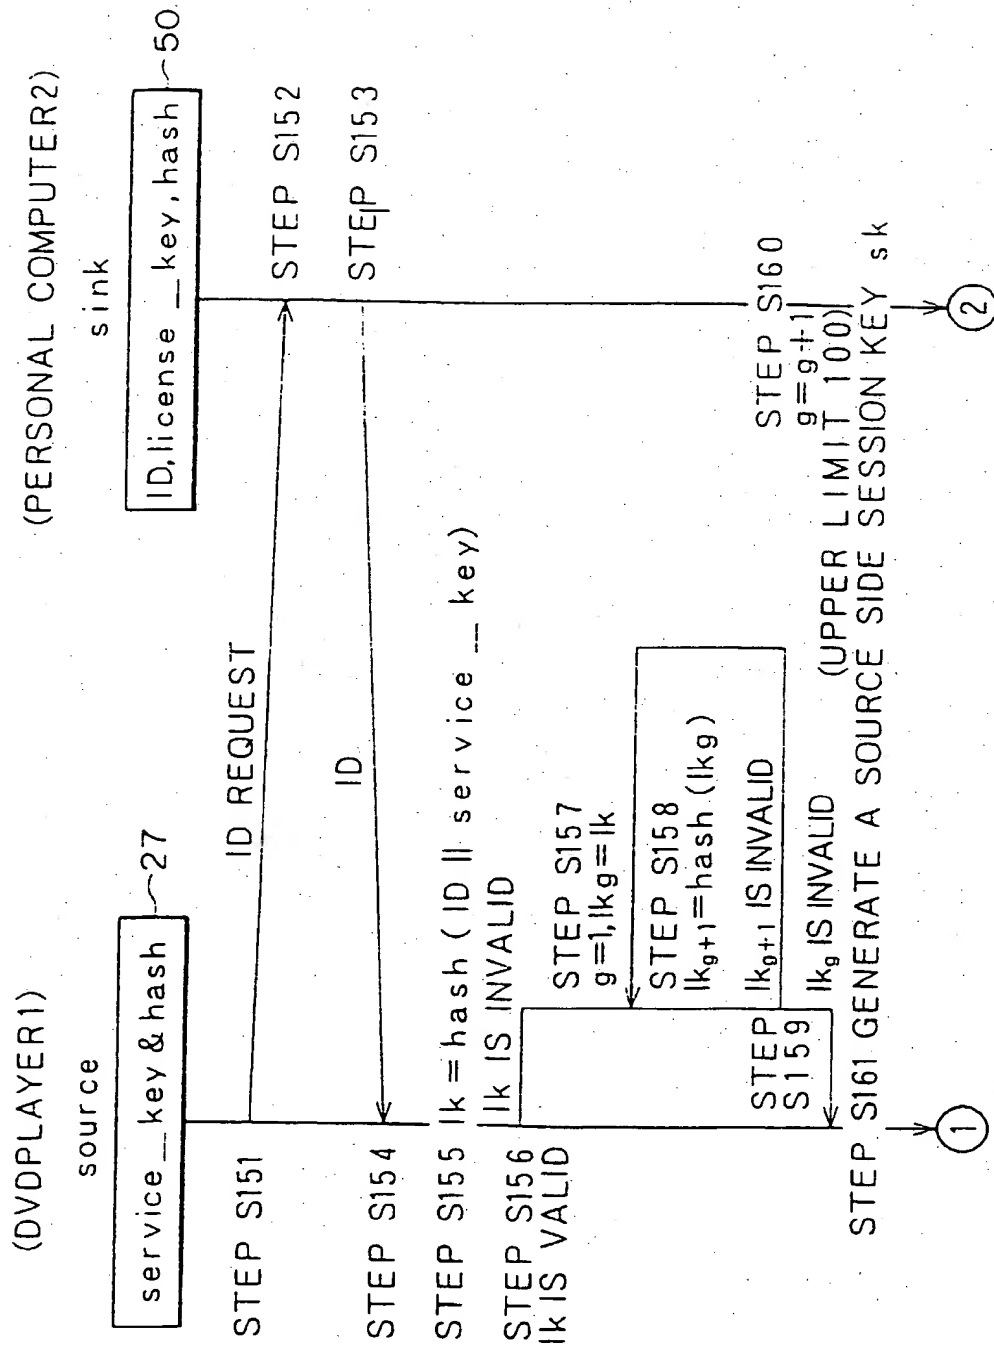 (DVDPLAYER1)
source
service__key & hash ~27
(PERSONAL COMPUTER2)
sink
ID,license__key,hash ~50
STEP S151
ID REQUEST
STEP S152
STEP S153
ID
STEP S154
STEP S155 lk=hash ( ID || service__key)
STEP S156
lk IS INVALID
lk IS VALID
STEP S157
g=1,lkg=lk
STEP S158
lkg+1=hash (lkg)
lkg+1 IS INVALID
STEP
S159
lkg IS INVALID
STEP S160
g=g+1
(UPPER LIMIT 100)
STEP S161 GENERATE A SOURCE SIDE SESSION KEY sk
1
2